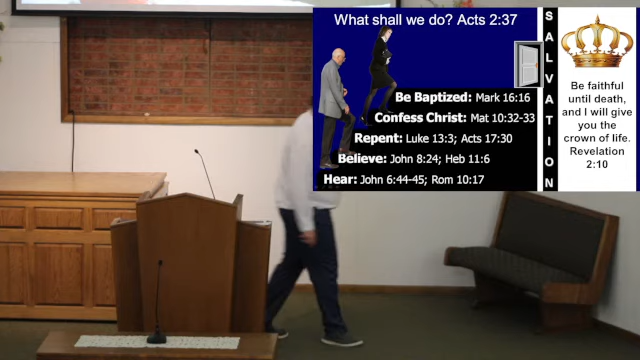 What shall we do? Acts 2:37
Be Baptized: Mark 16:16
Confess Christ: Mat 10:32-33
Repent: Luke 13:3; Acts 17:30
Believe: John 8:24; Heb 11:6
Hear: John 6:44-45; Rom 10:17
SALVATION
Be faithful
until death,
and I will give
you the
crown of life.
Revelation
2:10